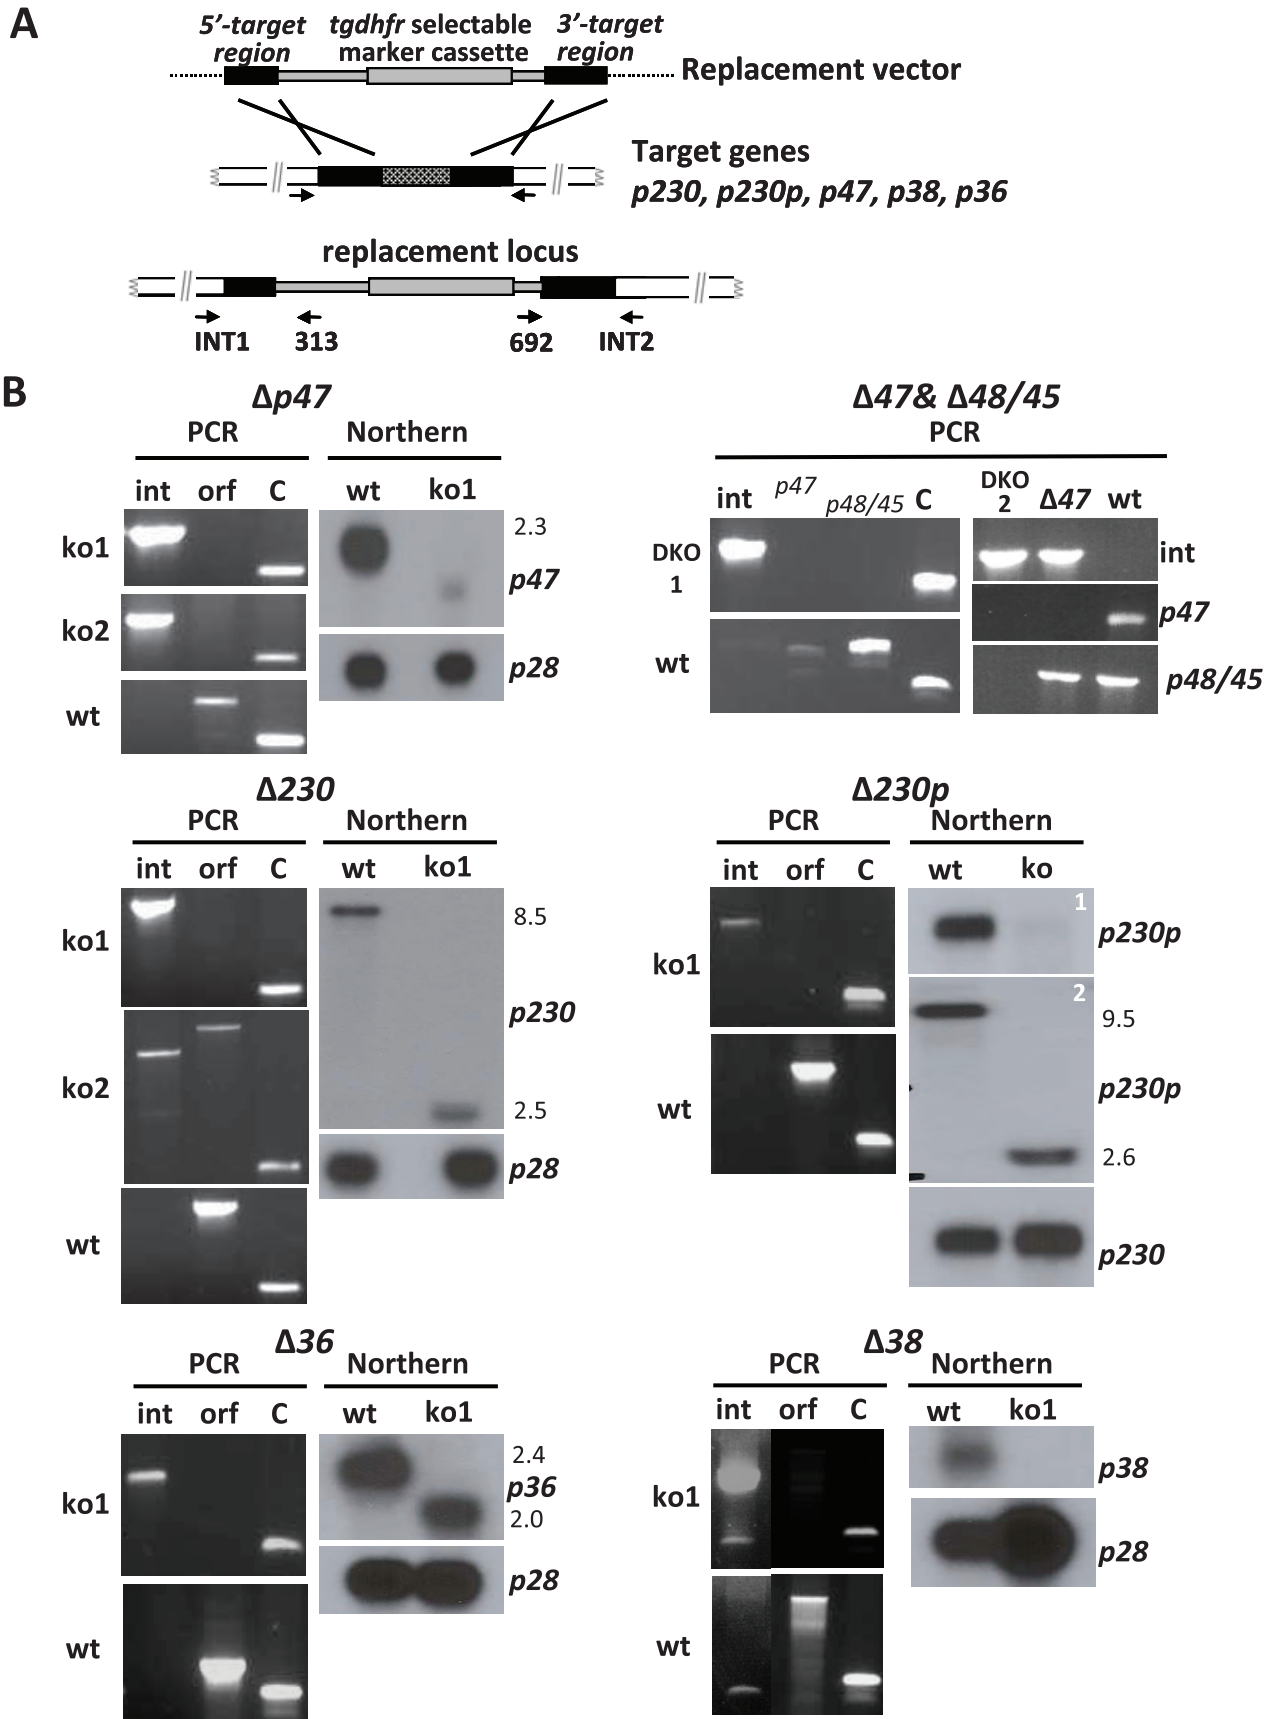 A
5’-target region
tgdhfr selectable marker cassette
3’-target region
Replacement vector
Target genes
p230, p230p, p47, p38, p36
replacement locus
INT1
313
692
INT2
B
Δp47
PCR
Northern
int orf C
wt ko1
ko1
ko2
wt
2.3
p47
p28
Δ47& Δ48/45
PCR
int p47 p48/45 C
DKO 2 Δ47 wt
DKO 1
wt
int
p47
p48/45
Δ230
PCR
Northern
int orf C
wt ko1
ko1
ko2
wt
8.5
p230
2.5
p28
Δ230p
PCR
Northern
int orf C
wt ko
ko1
wt
1
p230p
2
9.5
p230p
2.6
p230
Δ36
PCR
Northern
int orf C
wt ko1
ko1
wt
2.4
p36
2.0
p28
Δ38
PCR
Northern
int orf C
wt ko1
ko1
wt
p38
p28